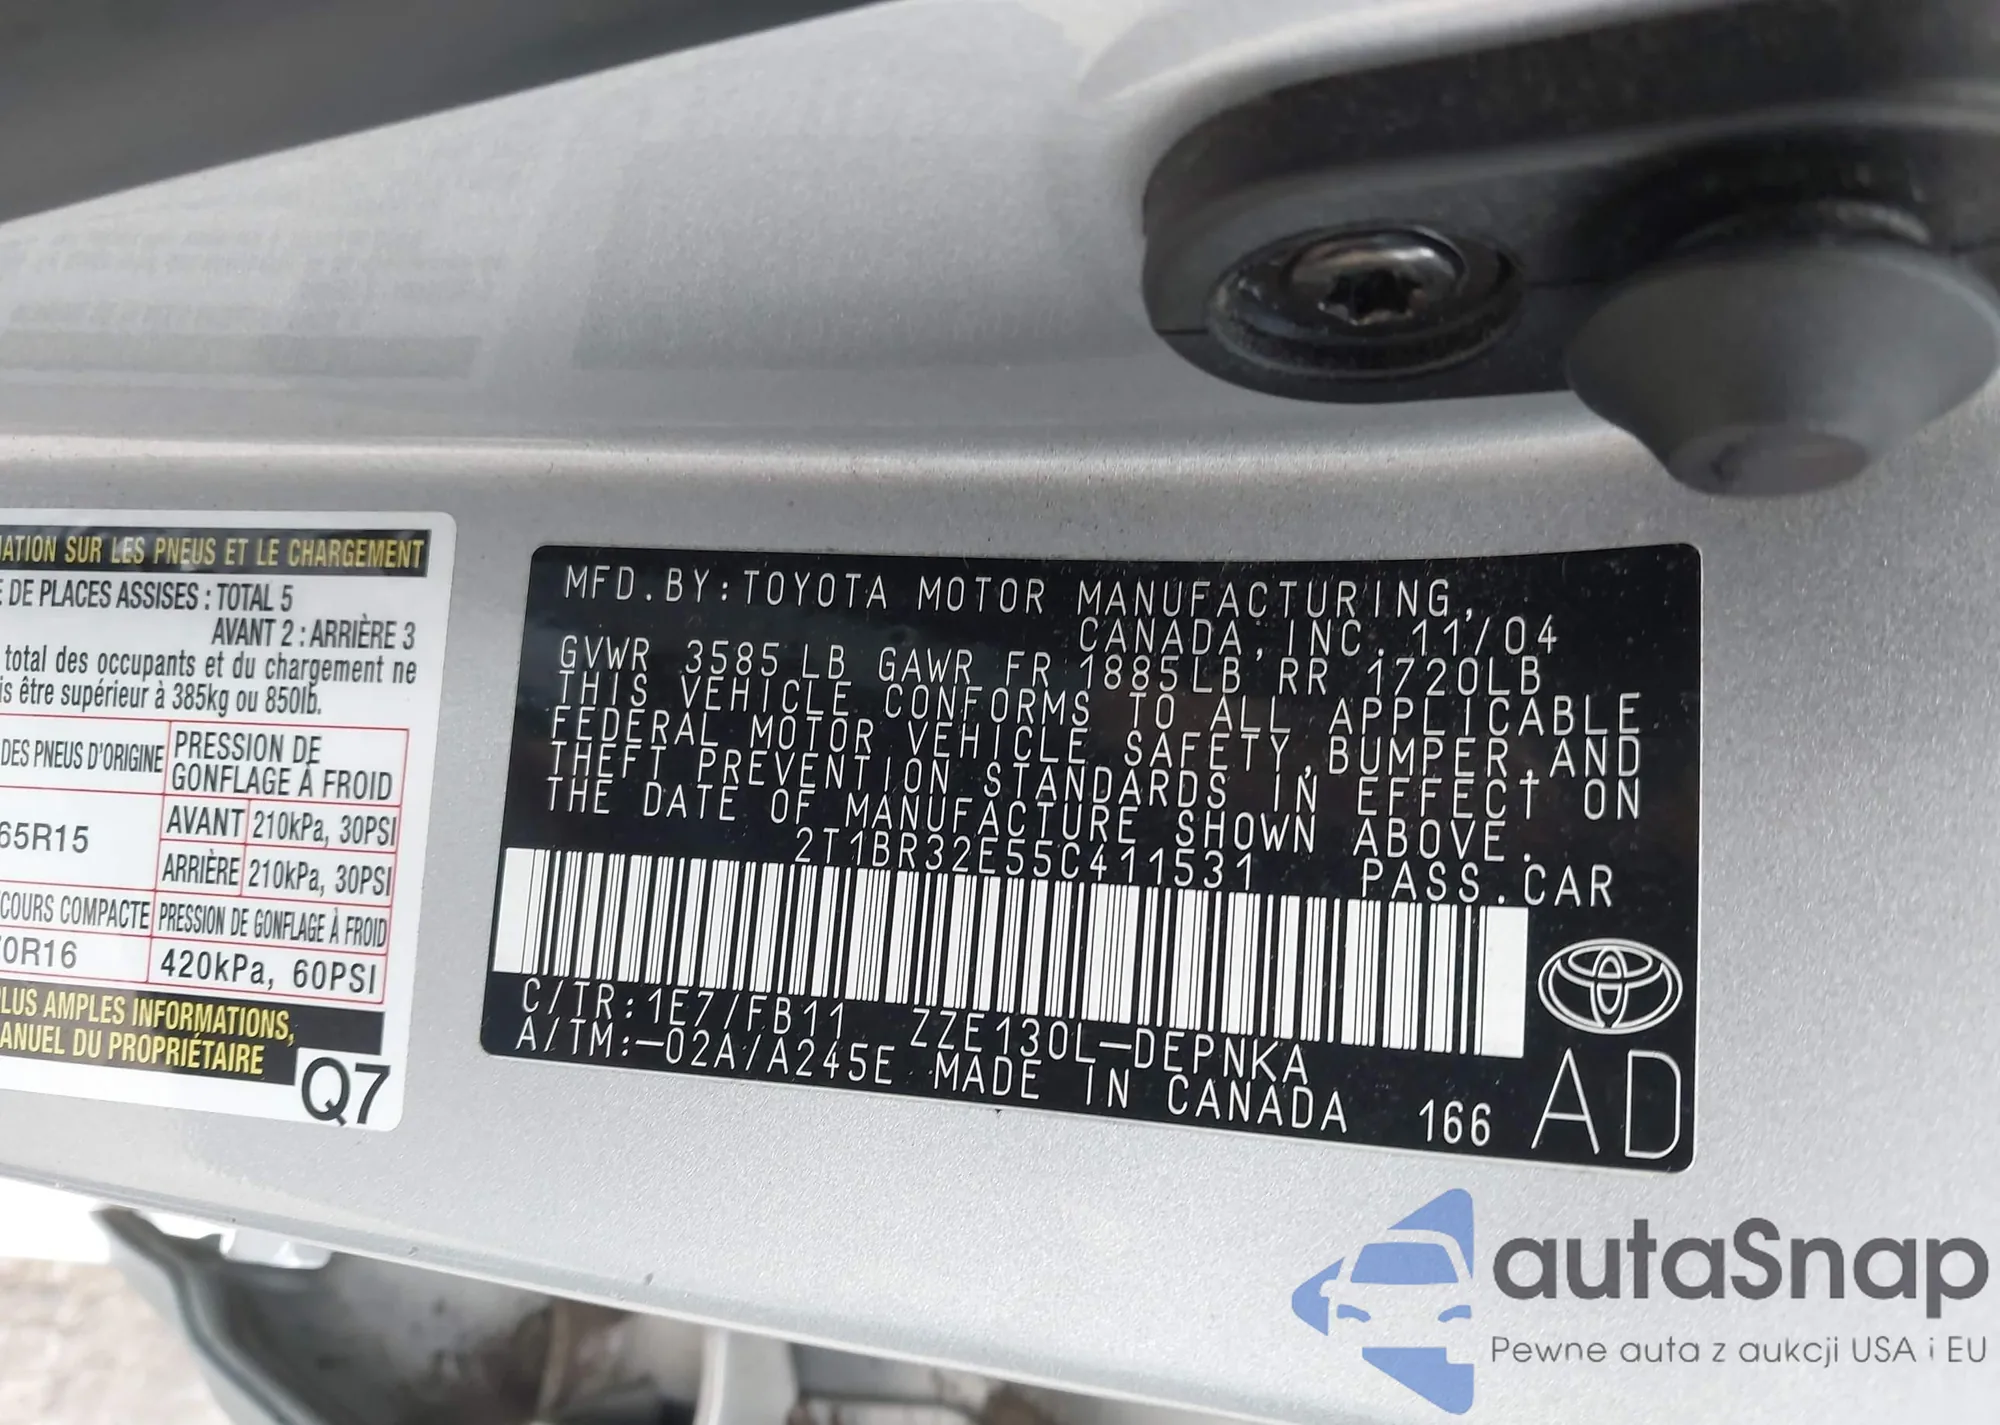 ATION SUR LES PNEUS ET LE CHARGEMENT
DE PLACES ASSISES : TOTAL 5
AVANT 2 : ARRIÈRE 3
total des occupants et du chargement ne
être supérieur à 385kg ou 850lb.
DES PNEUS D'ORIGINE
PRESSION DE
GONFLAGE À FROID
65R15
AVANT 210kPa, 30PSI
ARRIÈRE 210kPa, 30PSI
COURS COMPACTE PRESSION DE GONFLAGE À FROID
0R16 420kPa, 60PSI
PLUS AMPLES INFORMATIONS,
ANUEL DU PROPRIÉTAIRE
Q7
MFD.BY:TOYOTA MOTOR MANUFACTURING,
CANADA,INC. 11/04
GVWR 3585LB GAWR FR 1885LB RR 1720LB
THIS VEHICLE CONFORMS TO ALL APPLICABLE
FEDERAL MOTOR VEHICLE SAFETY,BUMPER,AND
THEFT PREVENTION STANDARDS IN EFFECT ON
THE DATE OF MANUFACTURE SHOWN ABOVE.
2T1BR32E55C411531 PASS.CAR
C/TR:1E7/FB11 ZZE130L-DEPNKA
A/TM:-02A/A245E MADE IN CANADA 166 AD
autaSnap
Pewne auta z aukcji USA i EU